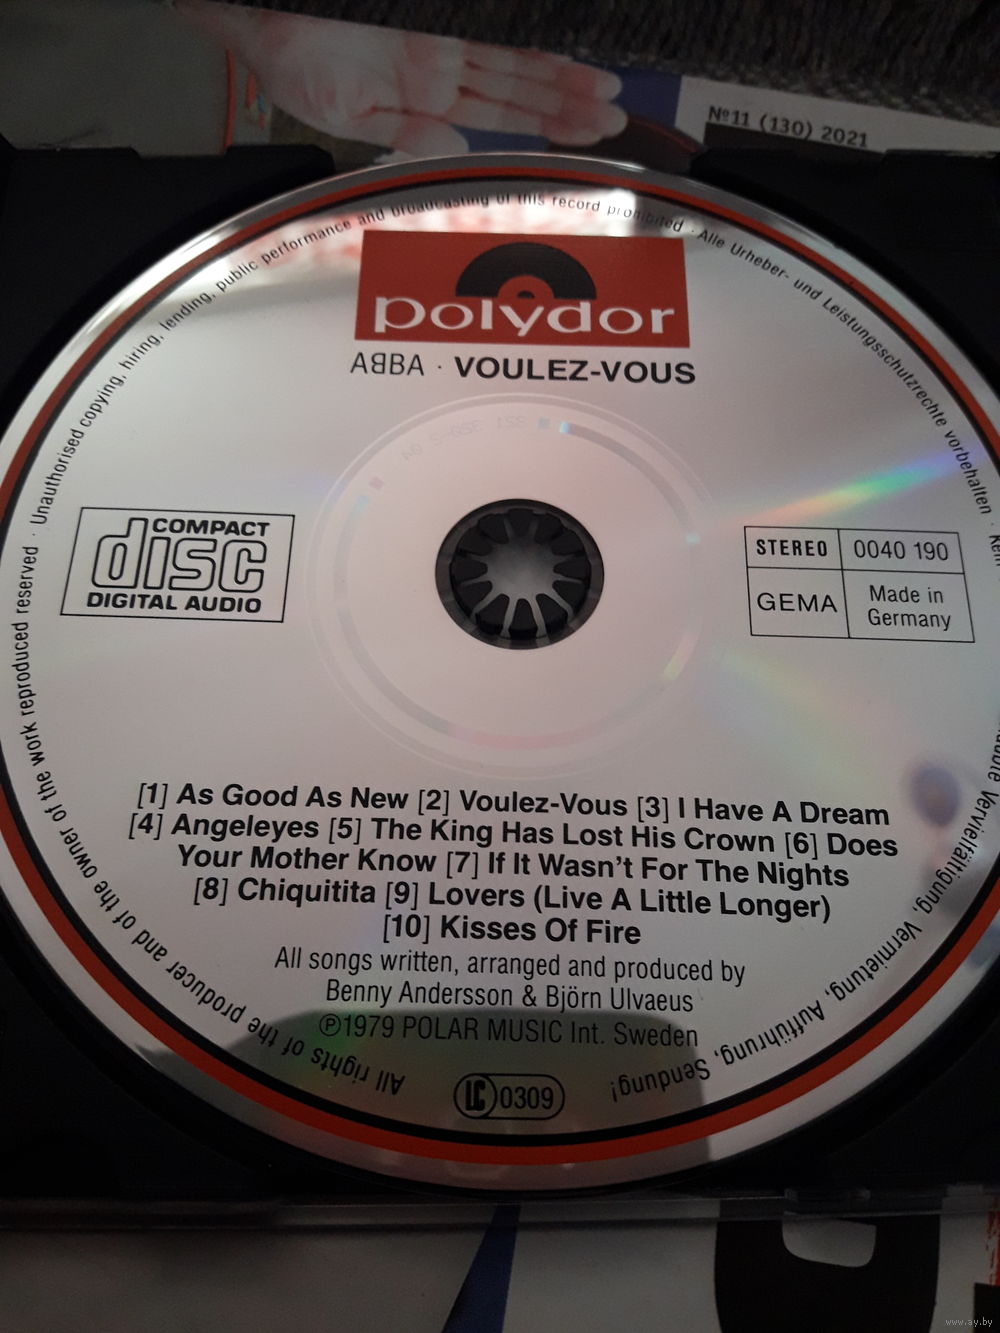 №11 (130) 2021
All rights of the producer and of the owner of the work reproduced reserved · Unauthorised copying, hiring, lending, public performance and broadcasting of this record prohibited · Alle Urheber- und Leistungsschutzrechte vorbehalten ·
Vervielfältigung, Vermietung, Aufführung, Sendung!
polydor
AᗺBA · VOULEZ-VOUS
COMPACT
disc
DIGITAL AUDIO
STEREO 0040 190
GEMA Made in
Germany
[1] As Good As New [2] Voulez-Vous [3] I Have A Dream
[4] Angeleyes [5] The King Has Lost His Crown [6] Does
Your Mother Know [7] If It Wasn't For The Nights
[8] Chiquitita [9] Lovers (Live A Little Longer)
[10] Kisses Of Fire
All songs written, arranged and produced by
Benny Andersson & Björn Ulvaeus
℗1979 POLAR MUSIC Int. Sweden
LC 0309
www.ay.by